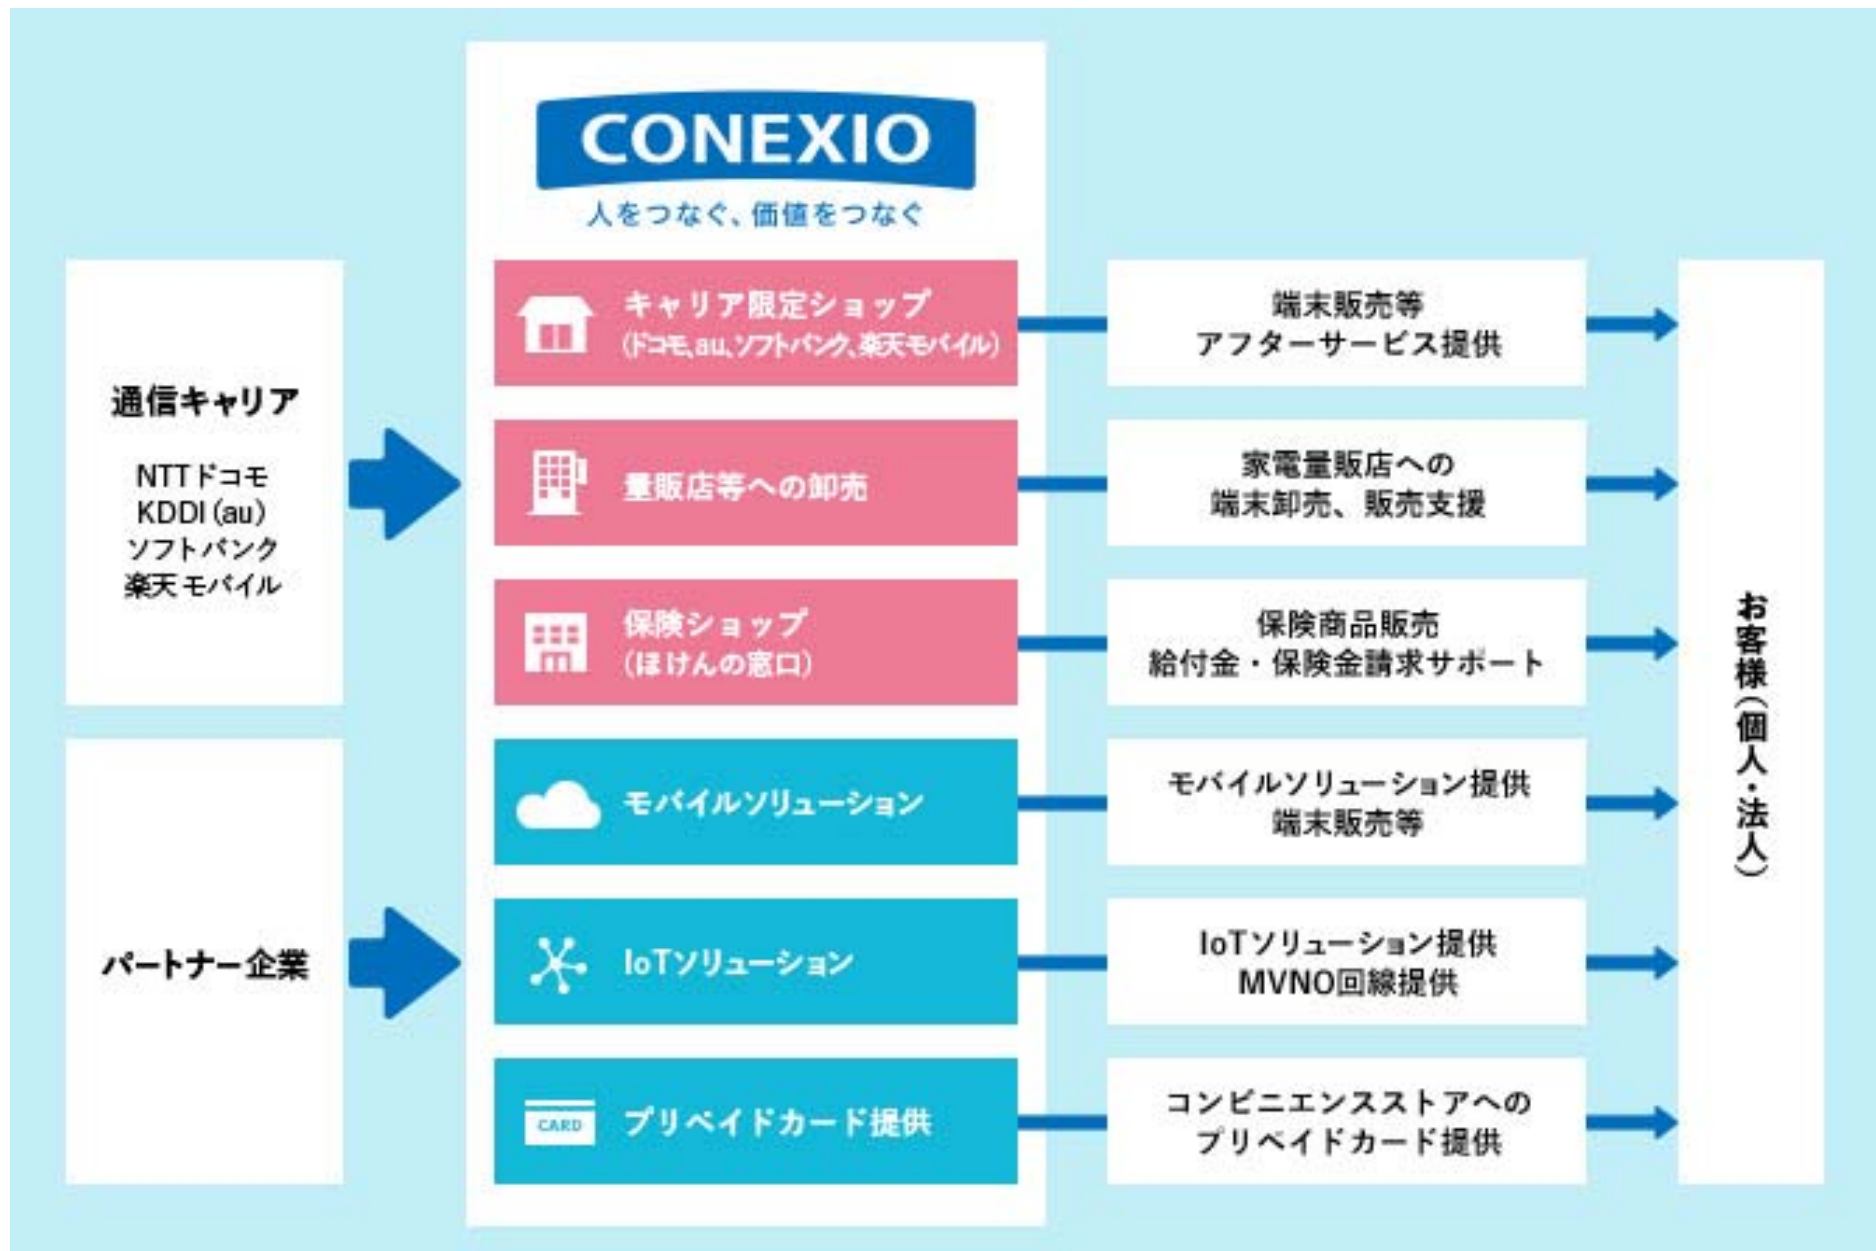 CONEXIO
人をつなぐ、価値をつなぐ
通信キャリア
NTTドコモ
KDDI(au)
ソフトバンク
楽天モバイル
パートナー企業
キャリア限定ショップ
(ドコモ、au、ソフトバンク、楽天モバイル)
端末販売等
アフターサービス提供
量販店等への卸売
家電量販店への
端末卸売、販売支援
保険ショップ
(ほけんの窓口)
保険商品販売
給付金・保険金請求サポート
モバイルソリューション
モバイルソリューション提供
端末販売等
IoTソリューション
IoTソリューション提供
MVNO回線提供
CARD
プリペイドカード提供
コンビニエンスストアへの
プリペイドカード提供
お客様(個人・法人)